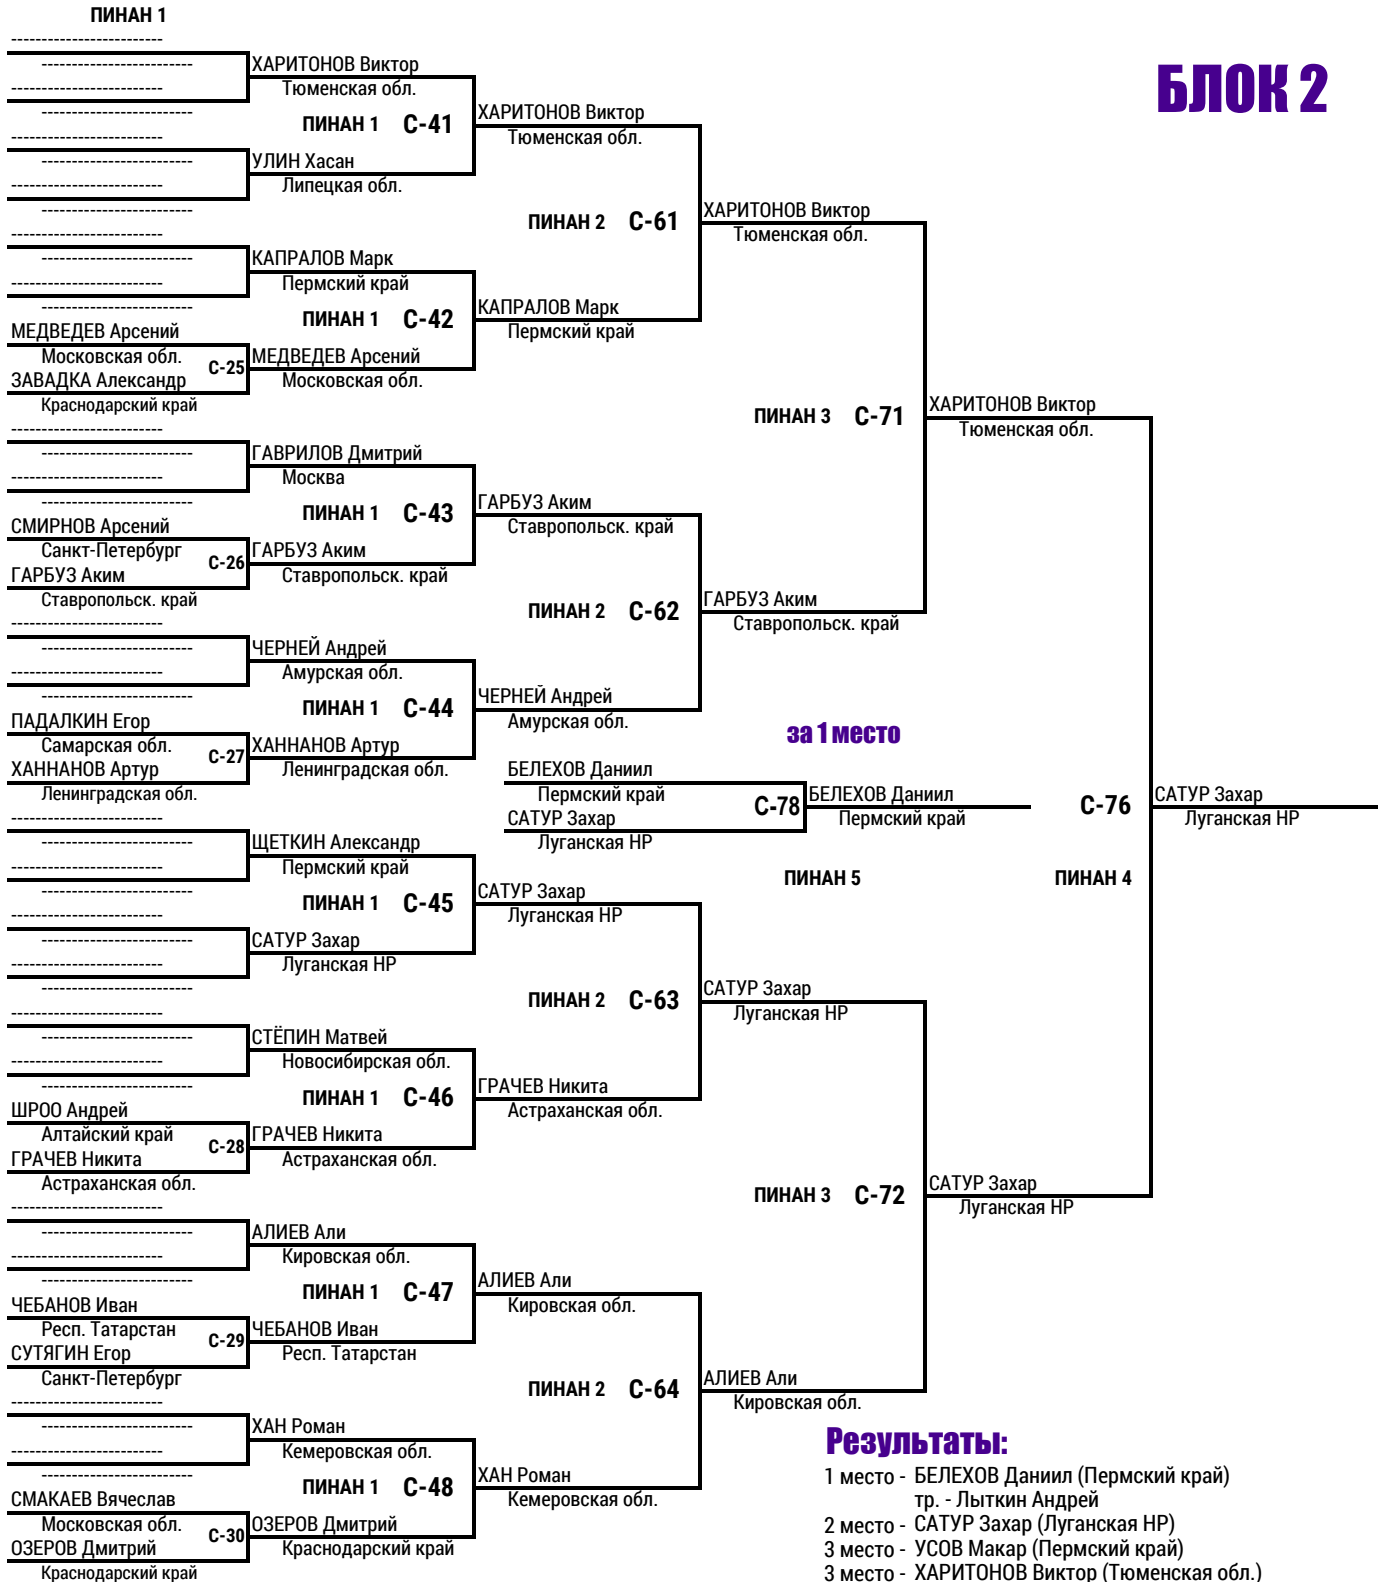 ПИНАН 1
БЛОК 2
-------------------------
-------------------------
ХАРИТОНОВ Виктор
-------------------------
Тюменская обл.
-------------------------
ПИНАН 1 С-41
ХАРИТОНОВ Виктор
-------------------------
Тюменская обл.
-------------------------
УЛИН Хасан
-------------------------
Липецкая обл.
-------------------------
ПИНАН 2 С-61
ХАРИТОНОВ Виктор
-------------------------
Тюменская обл.
-------------------------
КАПРАЛОВ Марк
-------------------------
Пермский край
-------------------------
ПИНАН 1 С-42
КАПРАЛОВ Марк
МЕДВЕДЕВ Арсений
Пермский край
Московская обл.
С-25
МЕДВЕДЕВ Арсений
ЗАВАДКА Александр
Московская обл.
Краснодарский край
ПИНАН 3 С-71
ХАРИТОНОВ Виктор
-------------------------
Тюменская обл.
-------------------------
ГАВРИЛОВ Дмитрий
-------------------------
Москва
-------------------------
ПИНАН 1 С-43
ГАРБУЗ Аким
СМИРНОВ Арсений
Ставропольск. край
Санкт-Петербург
С-26
ГАРБУЗ Аким
ГАРБУЗ Аким
Ставропольск. край
Ставропольск. край
ПИНАН 2 С-62
ГАРБУЗ Аким
-------------------------
Ставропольск. край
-------------------------
ЧЕРНЕЙ Андрей
-------------------------
Амурская обл.
-------------------------
ПИНАН 1 С-44
ЧЕРНЕЙ Андрей
ПАДАЛКИН Егор
Амурская обл.
за 1 место
Самарская обл.
С-27
ХАННАНОВ Артур
ХАННАНОВ Артур
Ленинградская обл.
БЕЛЕХОВ Даниил
Ленинградская обл.
Пермский край
С-78
БЕЛЕХОВ Даниил
С-76
САТУР Захар
-------------------------
САТУР Захар
Пермский край
Луганская НР
-------------------------
ЩЕТКИН Александр
Луганская НР
-------------------------
Пермский край
ПИНАН 5
ПИНАН 4
-------------------------
ПИНАН 1 С-45
САТУР Захар
-------------------------
Луганская НР
-------------------------
САТУР Захар
-------------------------
Луганская НР
-------------------------
ПИНАН 2 С-63
САТУР Захар
-------------------------
Луганская НР
-------------------------
СТЁПИН Матвей
-------------------------
Новосибирская обл.
-------------------------
ПИНАН 1 С-46
ГРАЧЕВ Никита
ШРОО Андрей
Астраханская обл.
Алтайский край
С-28
ГРАЧЕВ Никита
ГРАЧЕВ Никита
Астраханская обл.
Астраханская обл.
ПИНАН 3 С-72
САТУР Захар
-------------------------
Луганская НР
-------------------------
АЛИЕВ Али
-------------------------
Кировская обл.
-------------------------
ПИНАН 1 С-47
АЛИЕВ Али
ЧЕБАНОВ Иван
Кировская обл.
Респ. Татарстан
С-29
ЧЕБАНОВ Иван
СУТЯГИН Егор
Респ. Татарстан
Санкт-Петербург
ПИНАН 2 С-64
АЛИЕВ Али
-------------------------
Кировская обл.
-------------------------
ХАН Роман
-------------------------
Кемеровская обл.
-------------------------
ПИНАН 1 С-48
ХАН Роман
СМАКАЕВ Вячеслав
Кемеровская обл.
Московская обл.
С-30
ОЗЕРОВ Дмитрий
ОЗЕРОВ Дмитрий
Краснодарский край
Краснодарский край
Результаты:
1 место - БЕЛЕХОВ Даниил (Пермский край)
тр. - Лыткин Андрей
2 место - САТУР Захар (Луганская НР)
3 место - УСОВ Макар (Пермский край)
3 место - ХАРИТОНОВ Виктор (Тюменская обл.)